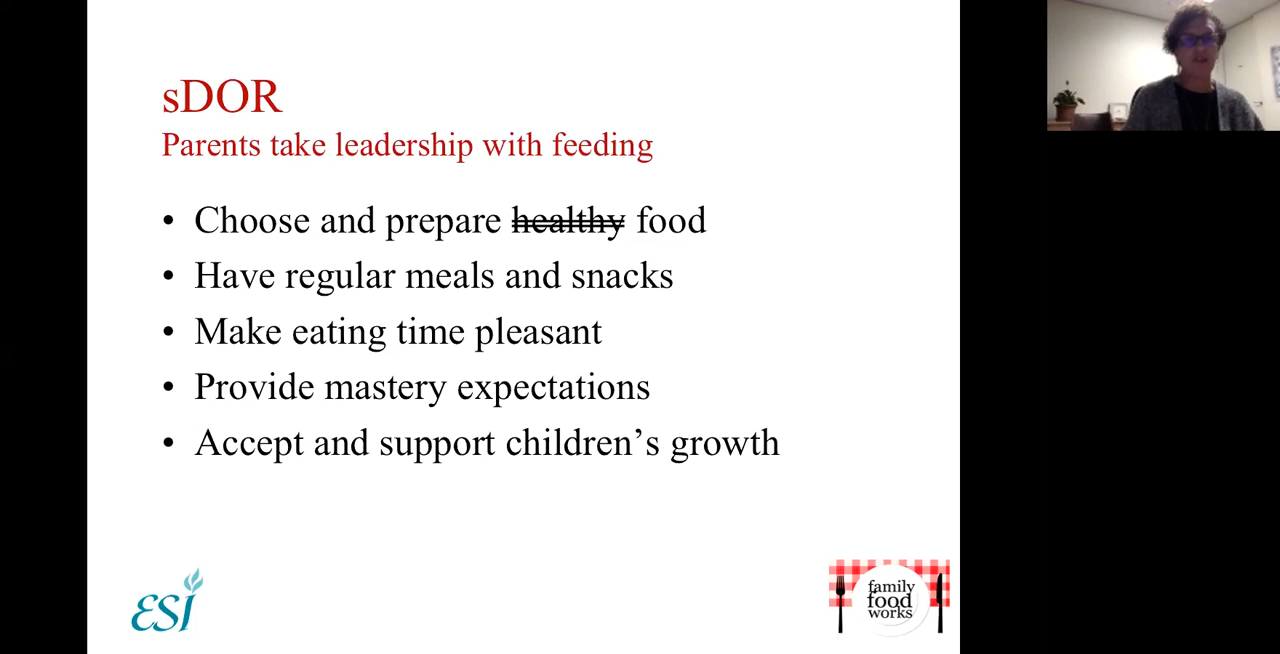 sDOR
Parents take leadership with feeding
• Choose and prepare healthy food
• Have regular meals and snacks
• Make eating time pleasant
• Provide mastery expectations
• Accept and support children’s growth
ESI
family
food
works